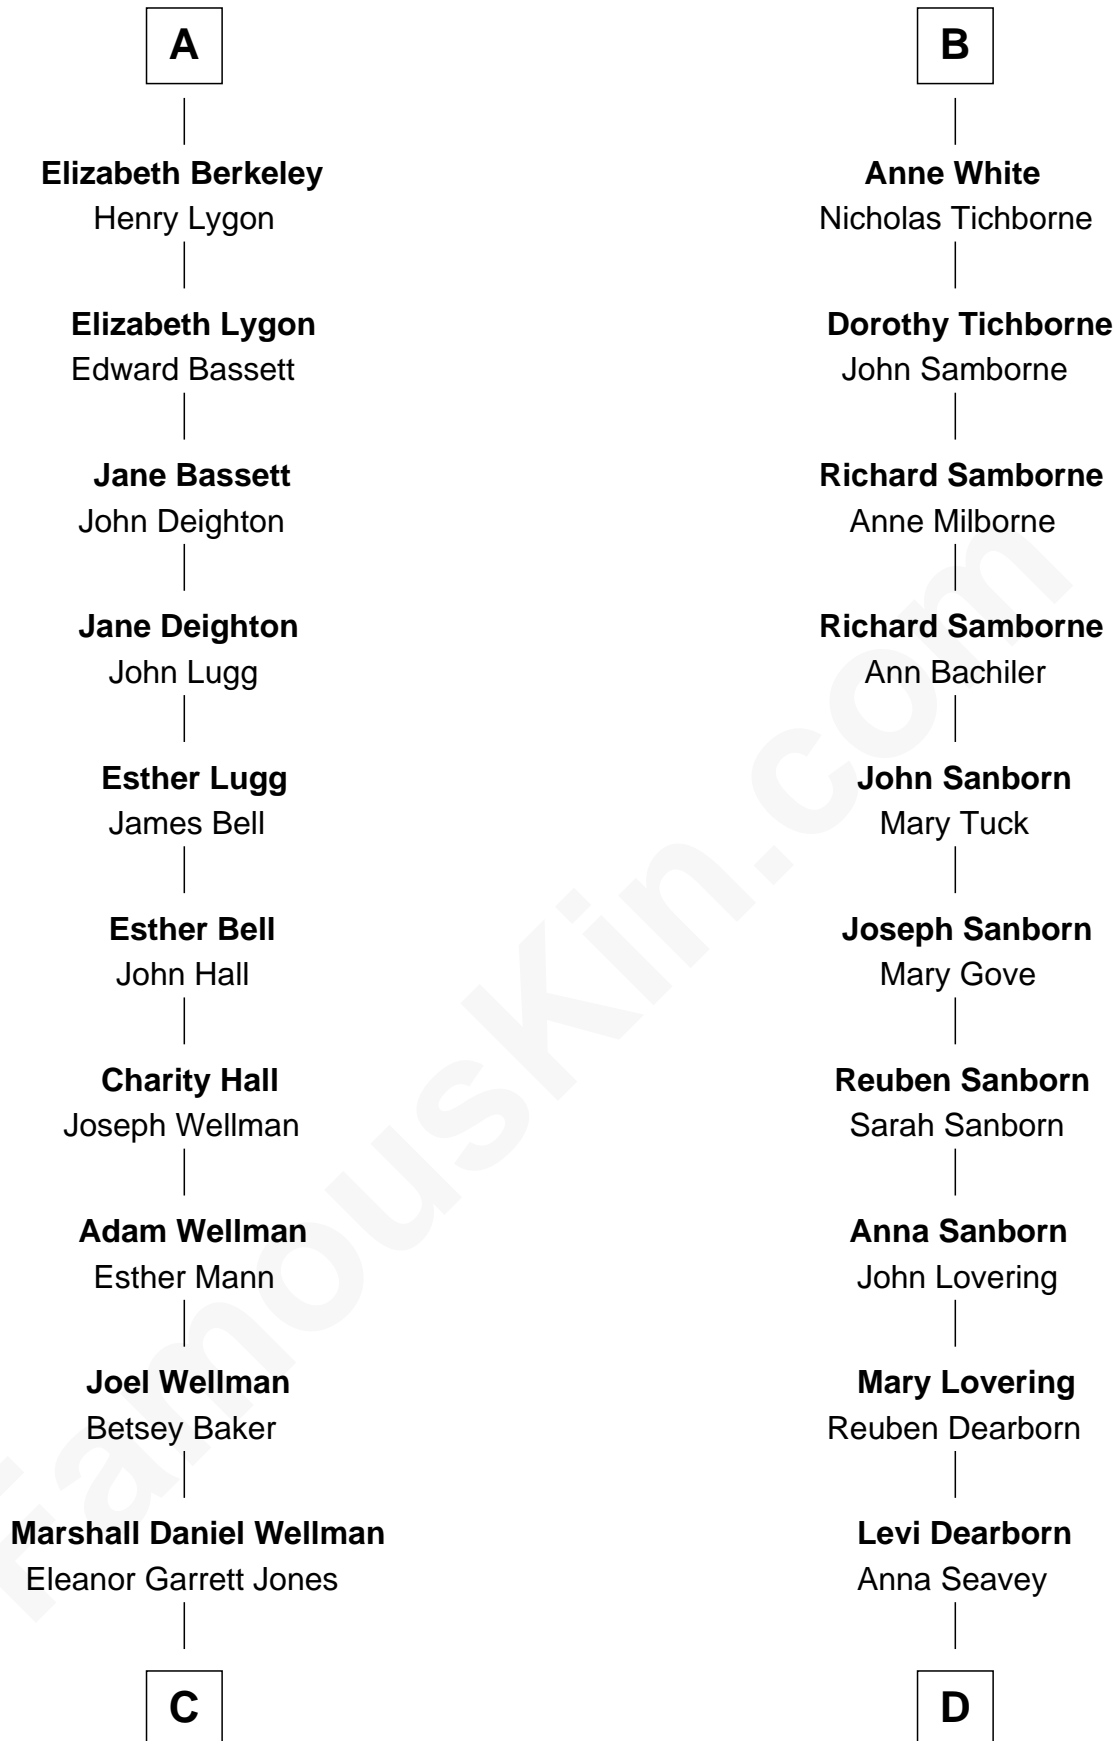 A
Elizabeth Berkeley
Henry Lygon
Elizabeth Lygon
Edward Bassett
Jane Bassett
John Deighton
Jane Deighton
John Lugg
Esther Lugg
James Bell
Esther Bell
John Hall
Charity Hall
Joseph Wellman
Adam Wellman
Esther Mann
Joel Wellman
Betsey Baker
Marshall Daniel Wellman
Eleanor Garrett Jones
C
B
Anne White
Nicholas Tichborne
Dorothy Tichborne
John Samborne
Richard Samborne
Anne Milborne
Richard Samborne
Ann Bachiler
John Sanborn
Mary Tuck
Joseph Sanborn
Mary Gove
Reuben Sanborn
Sarah Sanborn
Anna Sanborn
John Lovering
Mary Lovering
Reuben Dearborn
Levi Dearborn
Anna Seavey
D
FamousKin.com